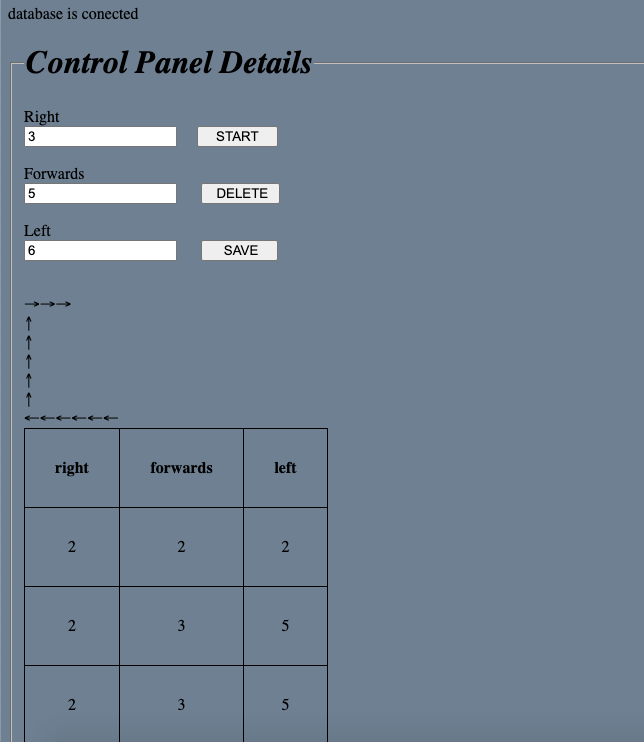 database is conected
Control Panel Details
Right
3 START
Forwards
5 DELETE
Left
6 SAVE
→→→
↑
↑
↑
↑
↑
←←←←←←
right forwards left
2 2 2
2 3 5
2 3 5